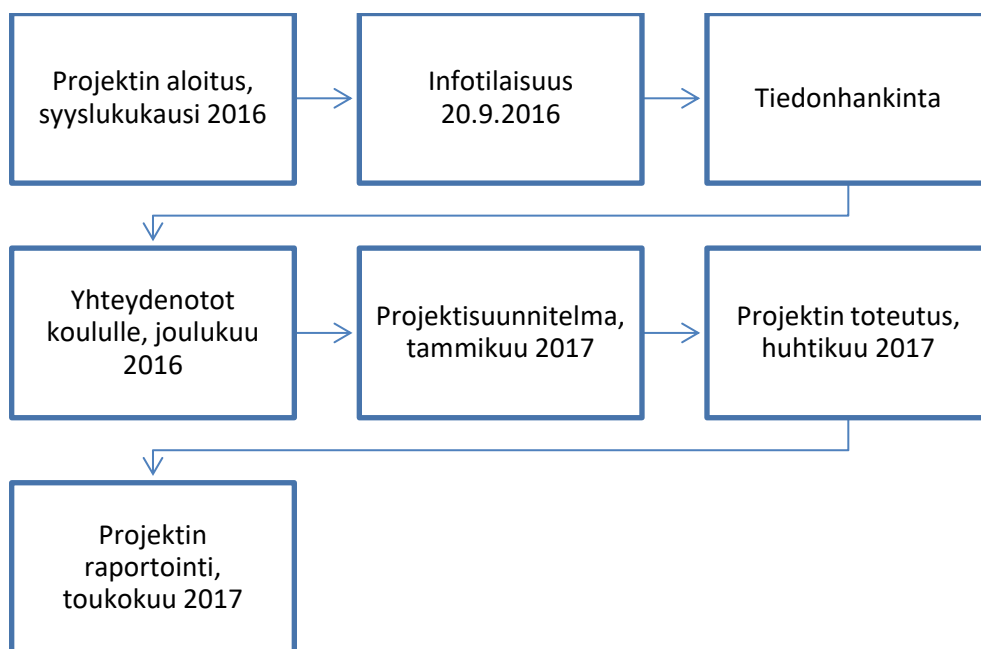 Projektin aloitus,
syyslukukausi 2016
Infotilaisuus
20.9.2016
Tiedonhankinta
Yhteydenotot
koululle, joulukuu
2016
Projektisuunnitelma,
tammikuu 2017
Projektin toteutus,
huhtikuu 2017
Projektin
raportointi,
toukokuu 2017